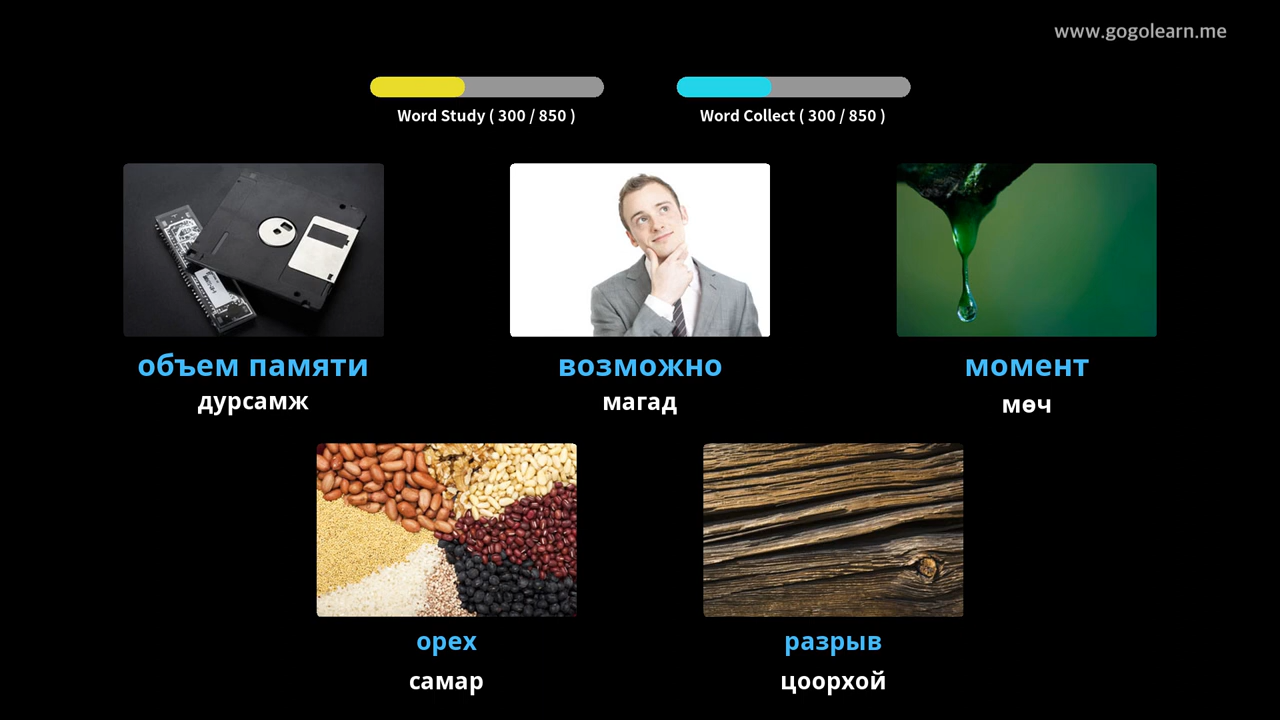 www.gogolearn.me
Word Study ( 300 / 850 )
Word Collect ( 300 / 850 )
объем памяти
дурсамж
возможно
магад
момент
мөч
орех
самар
разрыв
цоорхой